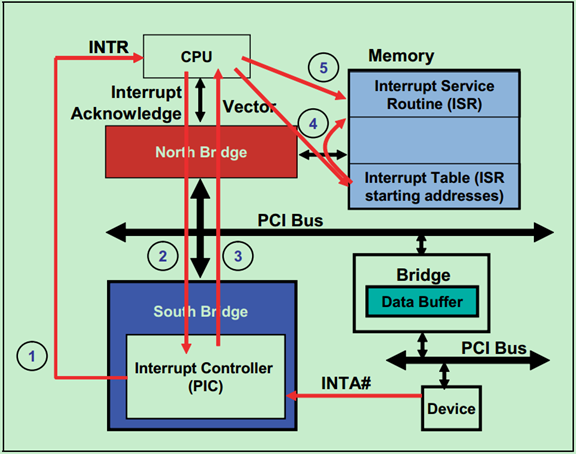 INTR
CPU
Interrupt
Acknowledge
Vector
5
Memory
Interrupt Service
Routine (ISR)
4
North Bridge
Interrupt Table (ISR
starting addresses)
PCI Bus
2
3
Bridge
Data Buffer
South Bridge
1
Interrupt Controller
(PIC)
PCI Bus
INTA#
Device